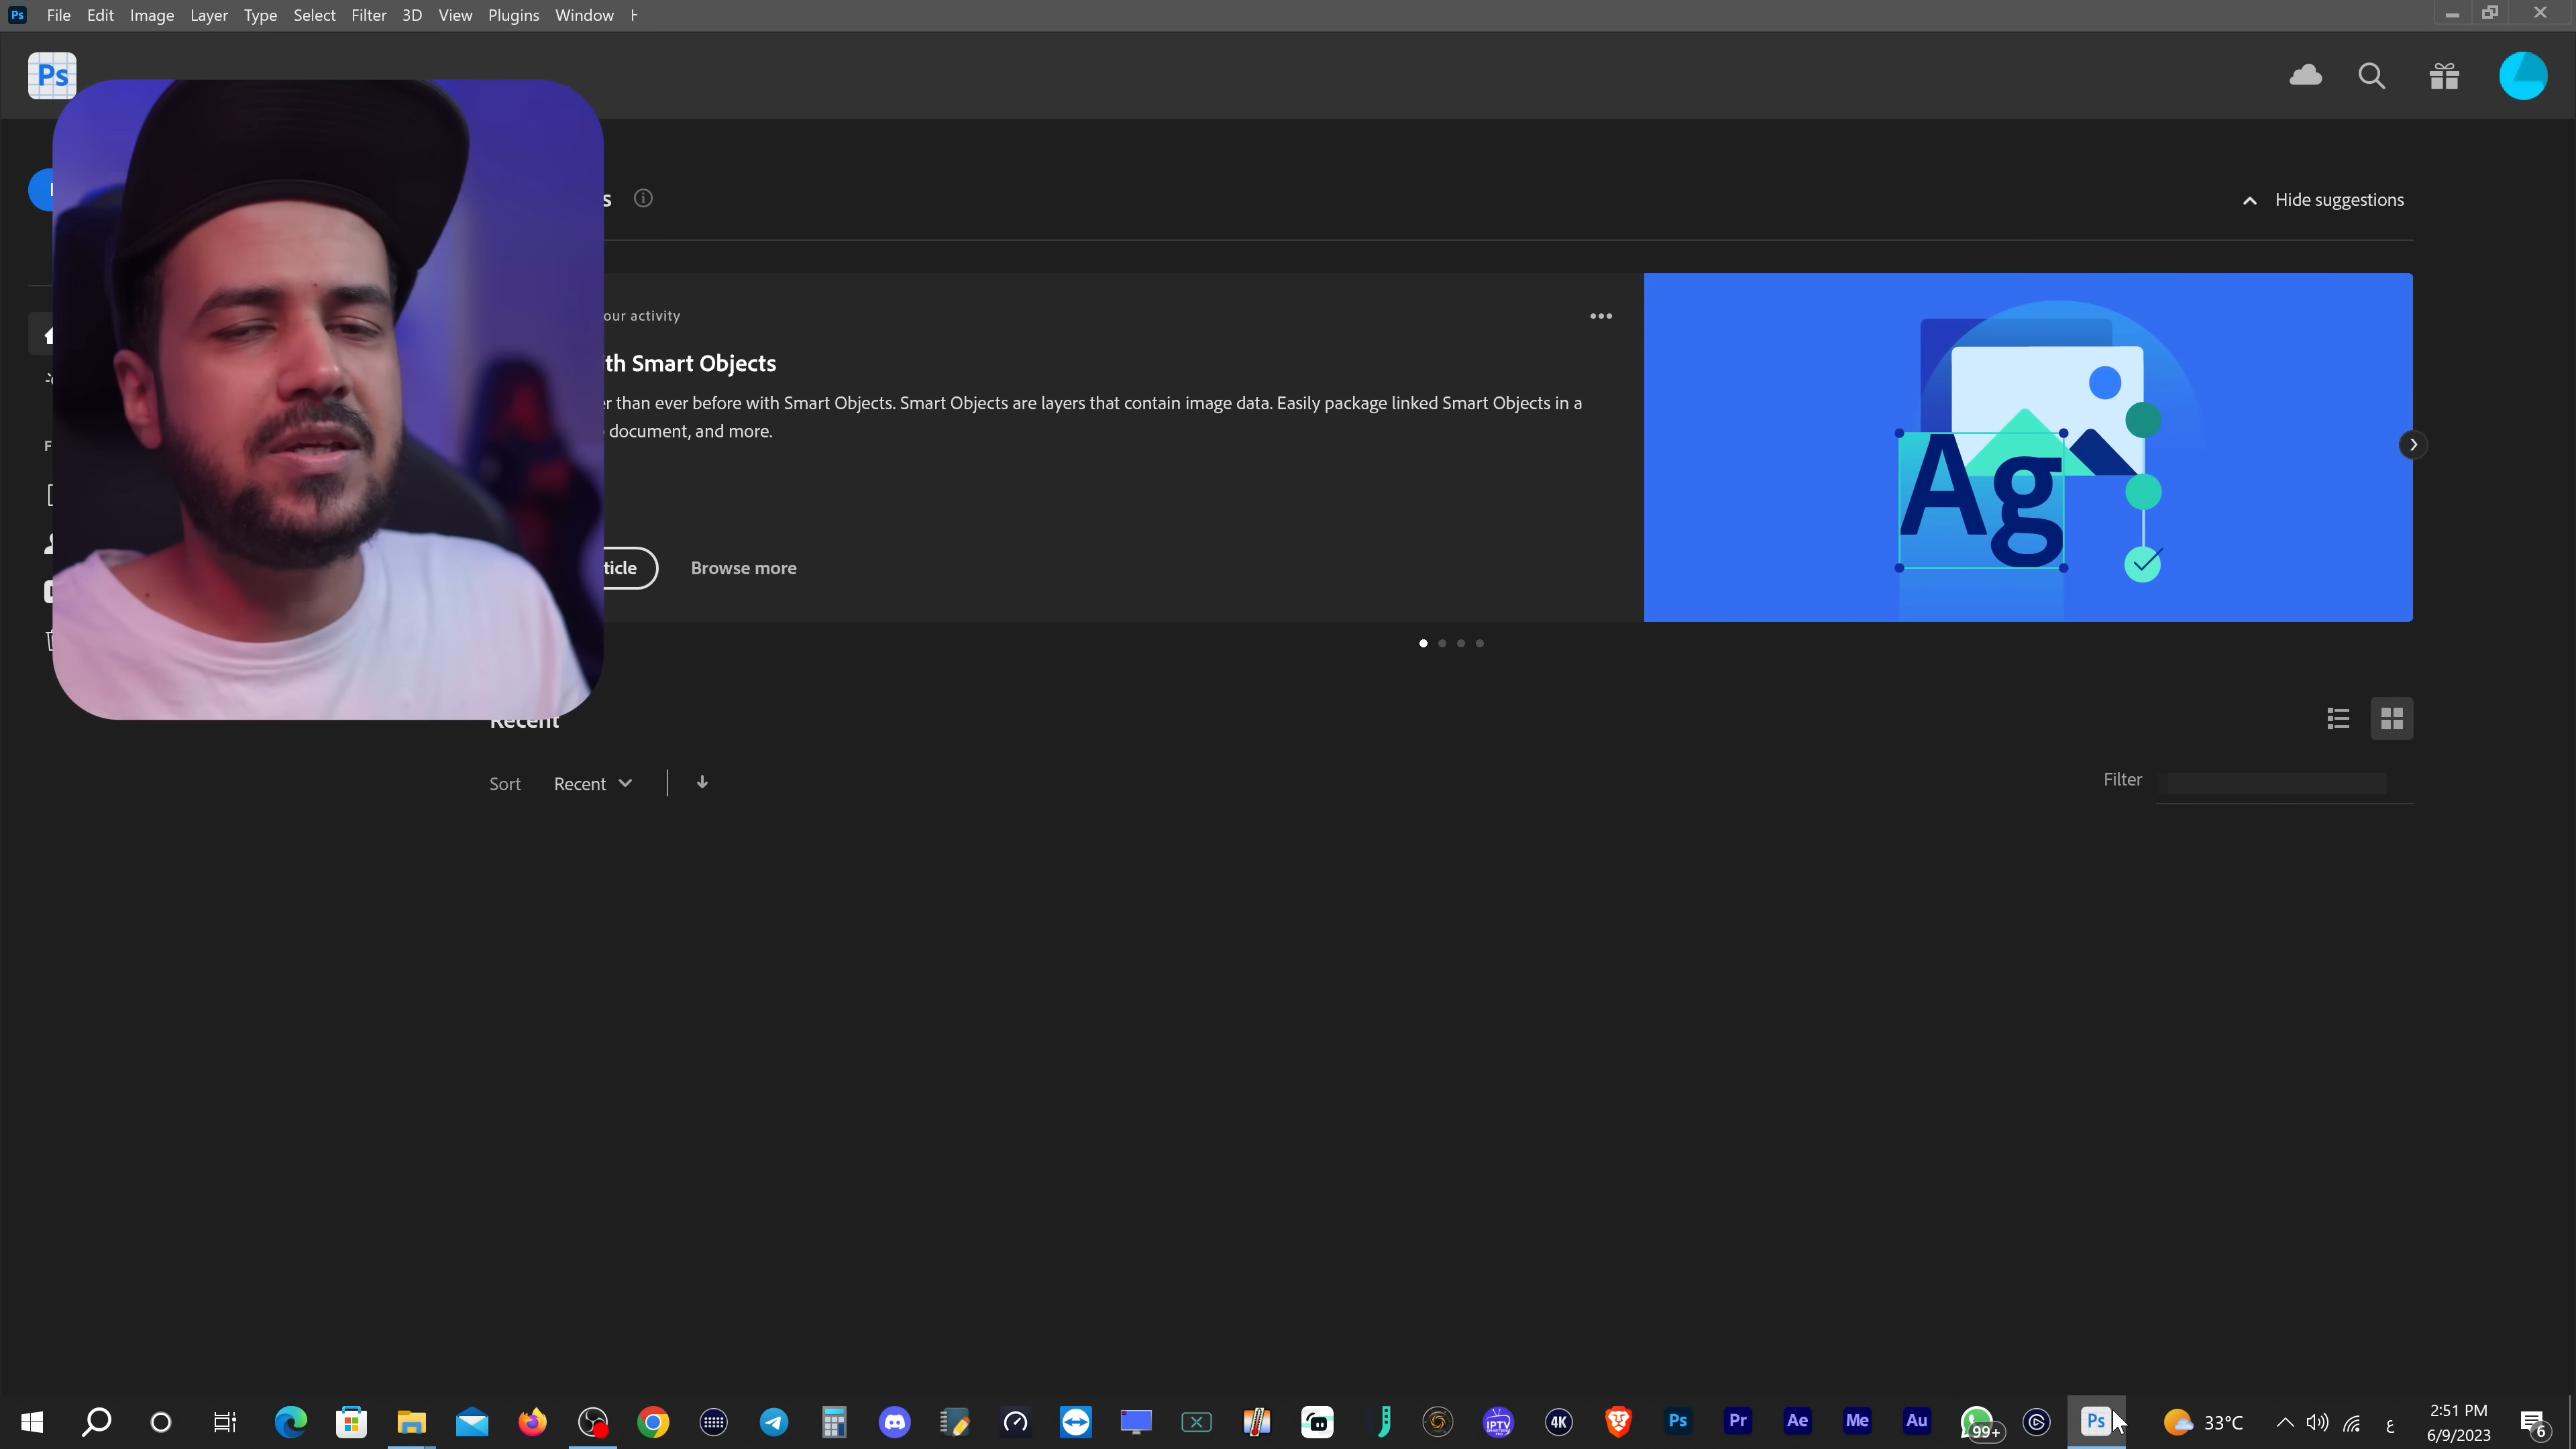 Ps File Edit Image Layer Type Select Filter 3D View Plugins Window
Ps
Hide suggestions
our activity
th Smart Objects
r than ever before with Smart Objects. Smart Objects are layers that contain image data. Easily package linked Smart Objects in a
document, and more.
Ag
ticle Browse more
Recent
Sort Recent
Filter
IPTV 4K Ps Pr Ae Me Au 99+ Ps 33°C ع 2:51 PM
6/9/2023 6